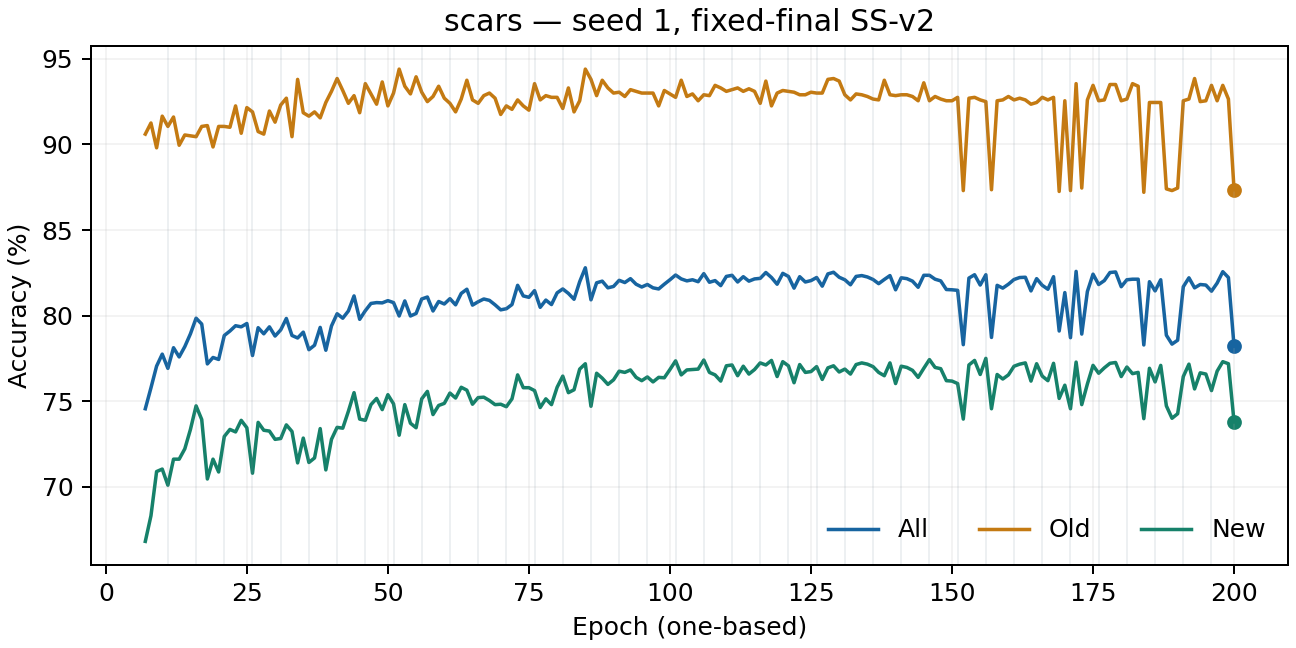 scars — seed 1, fixed-final SS-v2
95
90
85
80
75
70
Accuracy (%)
All Old New
0 25 50 75 100 125 150 175 200
Epoch (one-based)